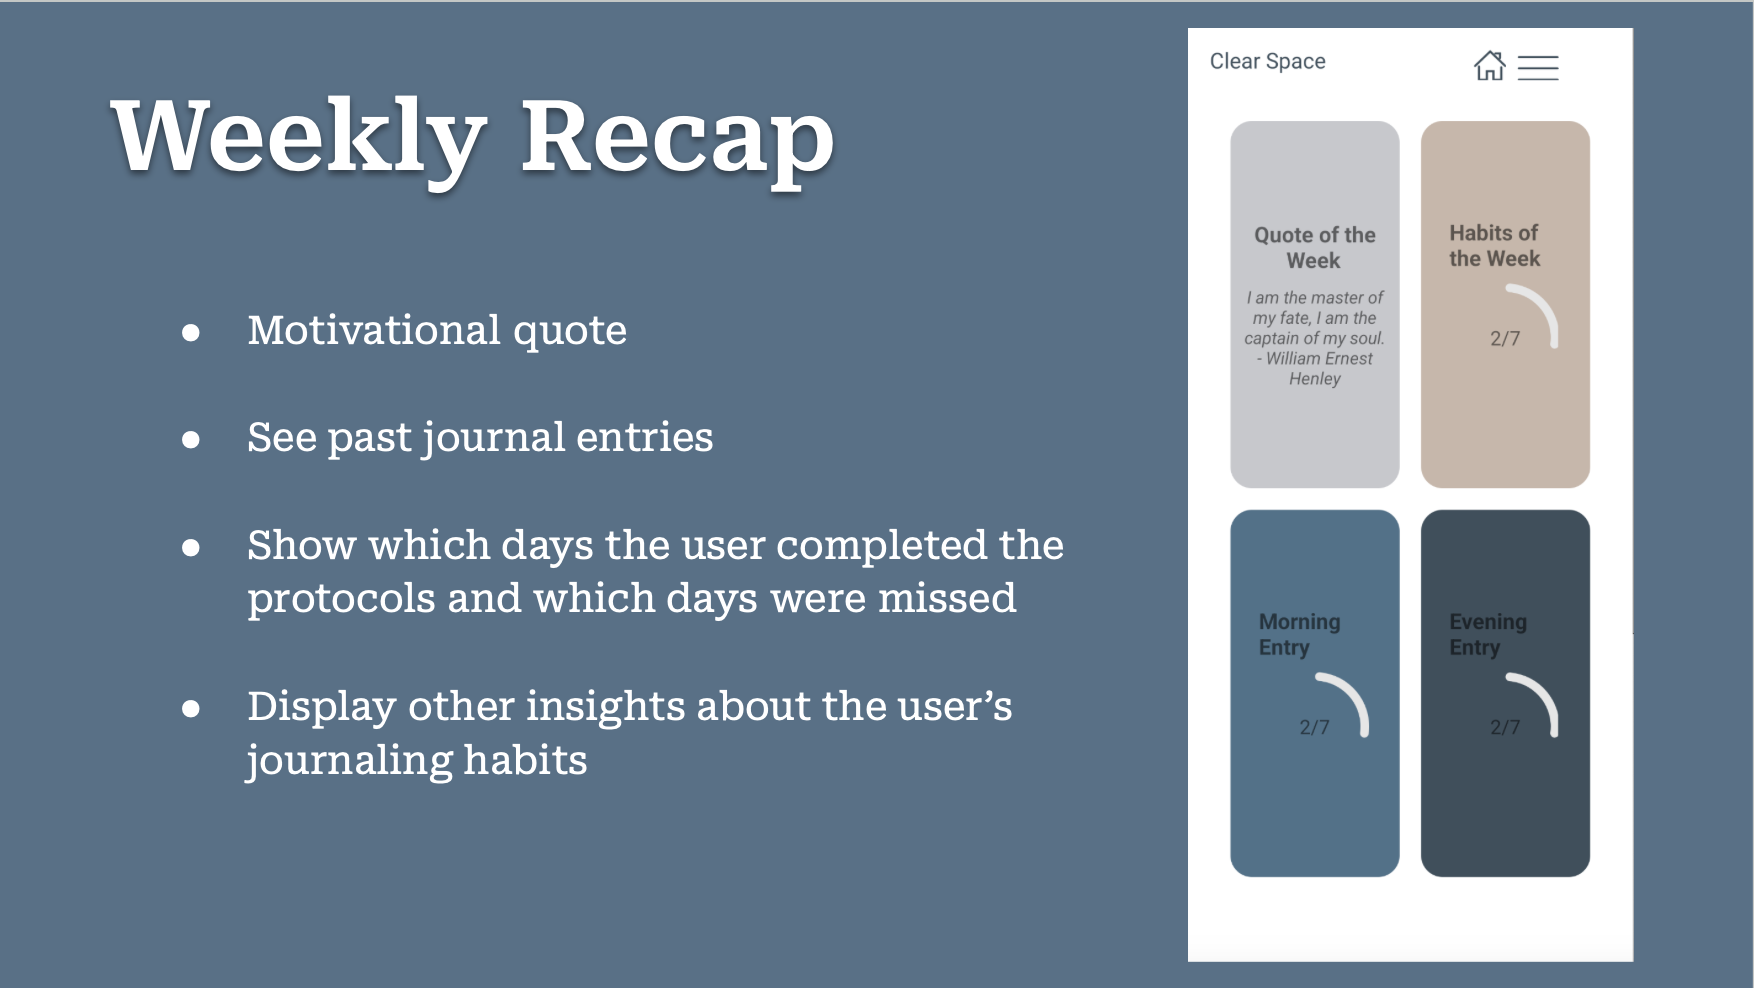 Weekly Recap
● Motivational quote
● See past journal entries
● Show which days the user completed the
protocols and which days were missed
● Display other insights about the user’s
journaling habits
Clear Space
Quote of the
Week
I am the master of
my fate, I am the
captain of my soul.
- William Ernest
Henley
Habits of
the Week
2/7
Morning
Entry
2/7
Evening
Entry
2/7